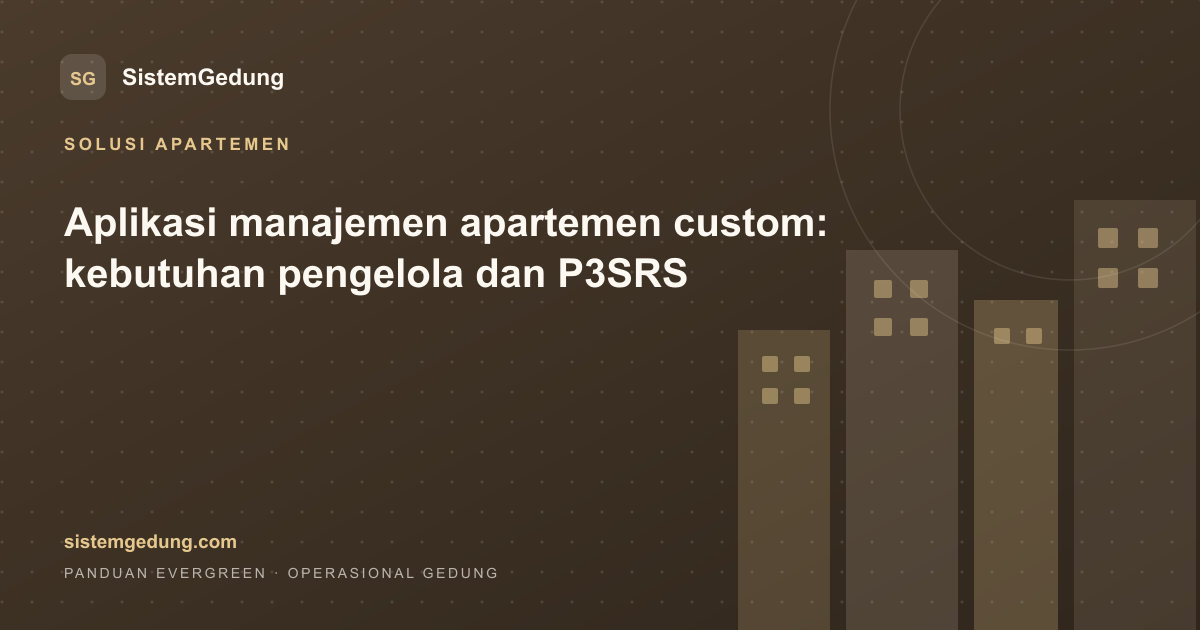 SG
SistemGedung
SOLUSI APARTEMEN
Aplikasi manajemen apartemen custom:
kebutuhan pengelola dan P3SRS
sistemgedung.com
PANDUAN EVERGREEN · OPERASIONAL GEDUNG